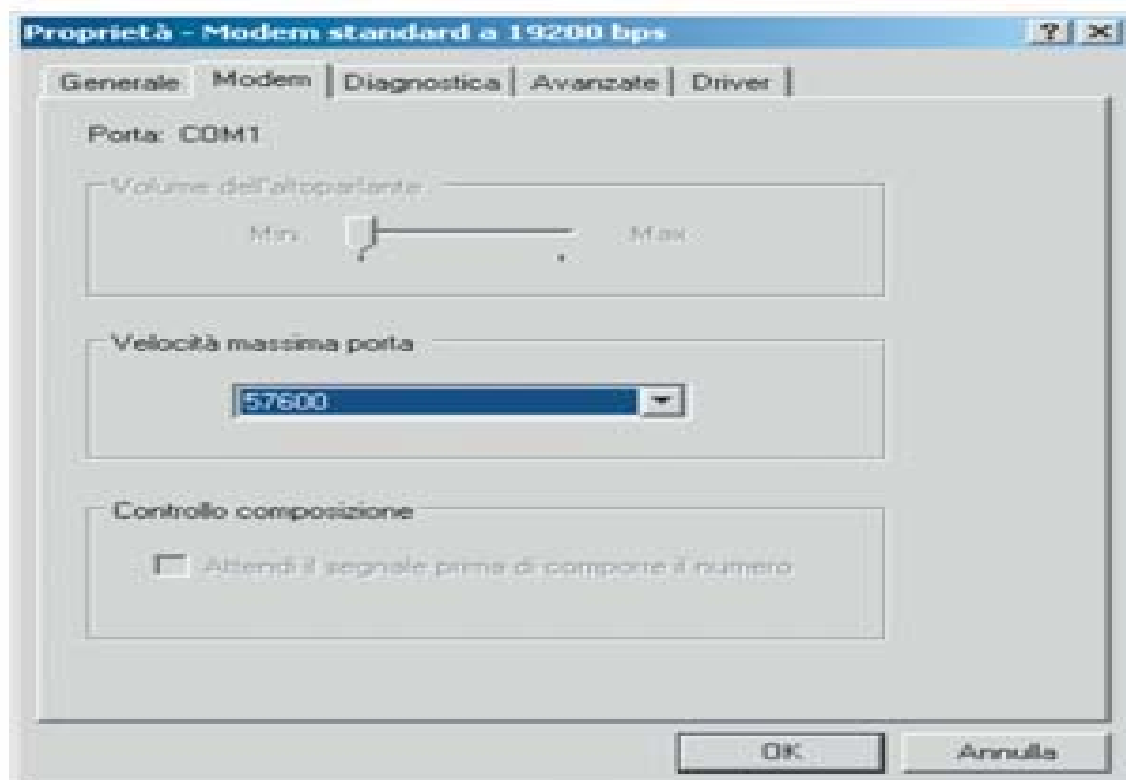 Proprietà - Modem standard a 19200 bps
Generale Modem Diagnostica Avanzate Driver
Porta: COM1
Volume dell'altoparlante
Min Max
Velocità massima porta
57600
Controllo composizione
Attendi il segnale prima di comporre il numero
OK Annulla